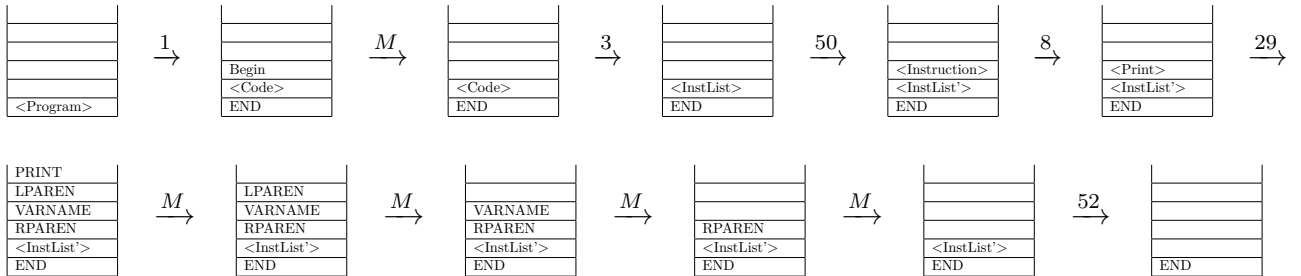 1 M 3 50 8 29
Begin <Instruction> <Print>
<Code> <Code> <InstList> <InstList'> <InstList'>
<Program> END END END END END
PRINT
LPAREN M LPAREN M M M 52
VARNAME VARNAME VARNAME
RPAREN RPAREN RPAREN RPAREN
<InstList'> <InstList'> <InstList'> <InstList'> <InstList'>
END END END END END END